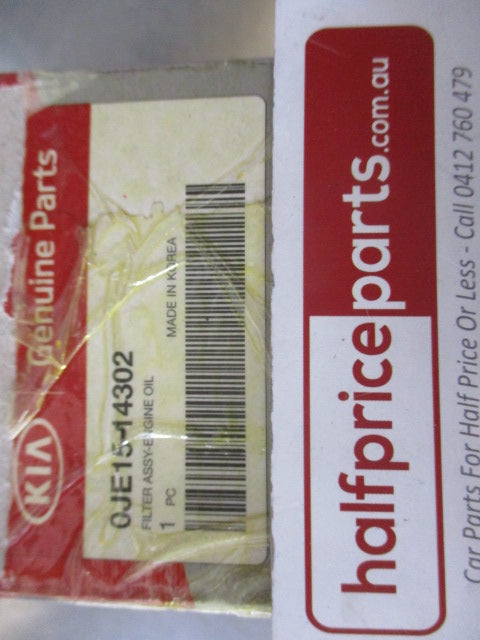 KIA Genuine Parts
0JE15-14302
FILTER ASSY-ENGINE OIL
1 PC MADE IN KOREA
halfpriceparts.com.au
Car Parts For Half Price Or Less - Call 0412 760 479